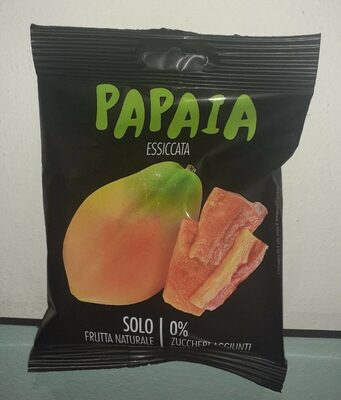 PAPAIA
ESSICCATA
SOLO
FRUTTA NATURALE
0%
ZUCCHERI AGGIUNTI